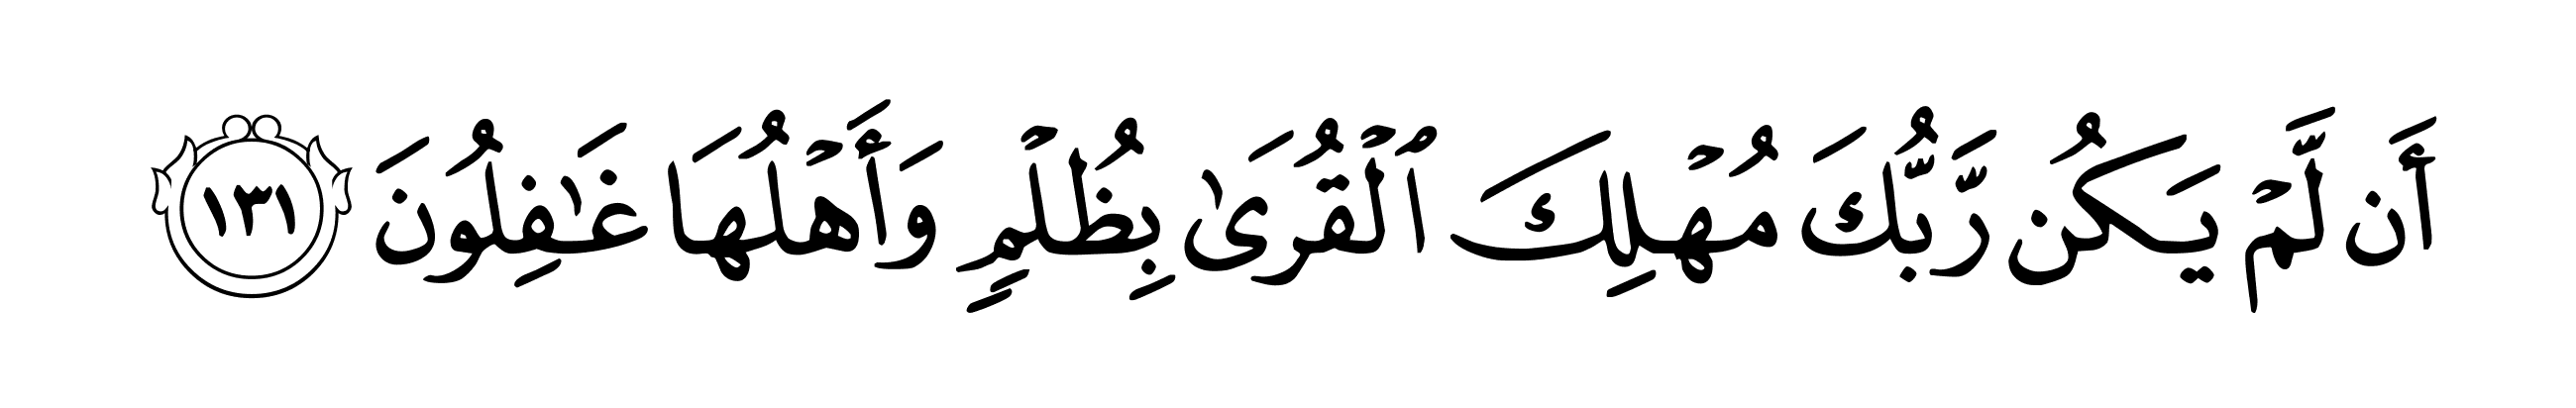 أَن لَّمۡ يَكُن رَّبُّكَ مُهۡلِكَ ٱلۡقُرَىٰ بِظُلۡمٍ وَأَهۡلُهَا غَٰفِلُونَ ١٣١